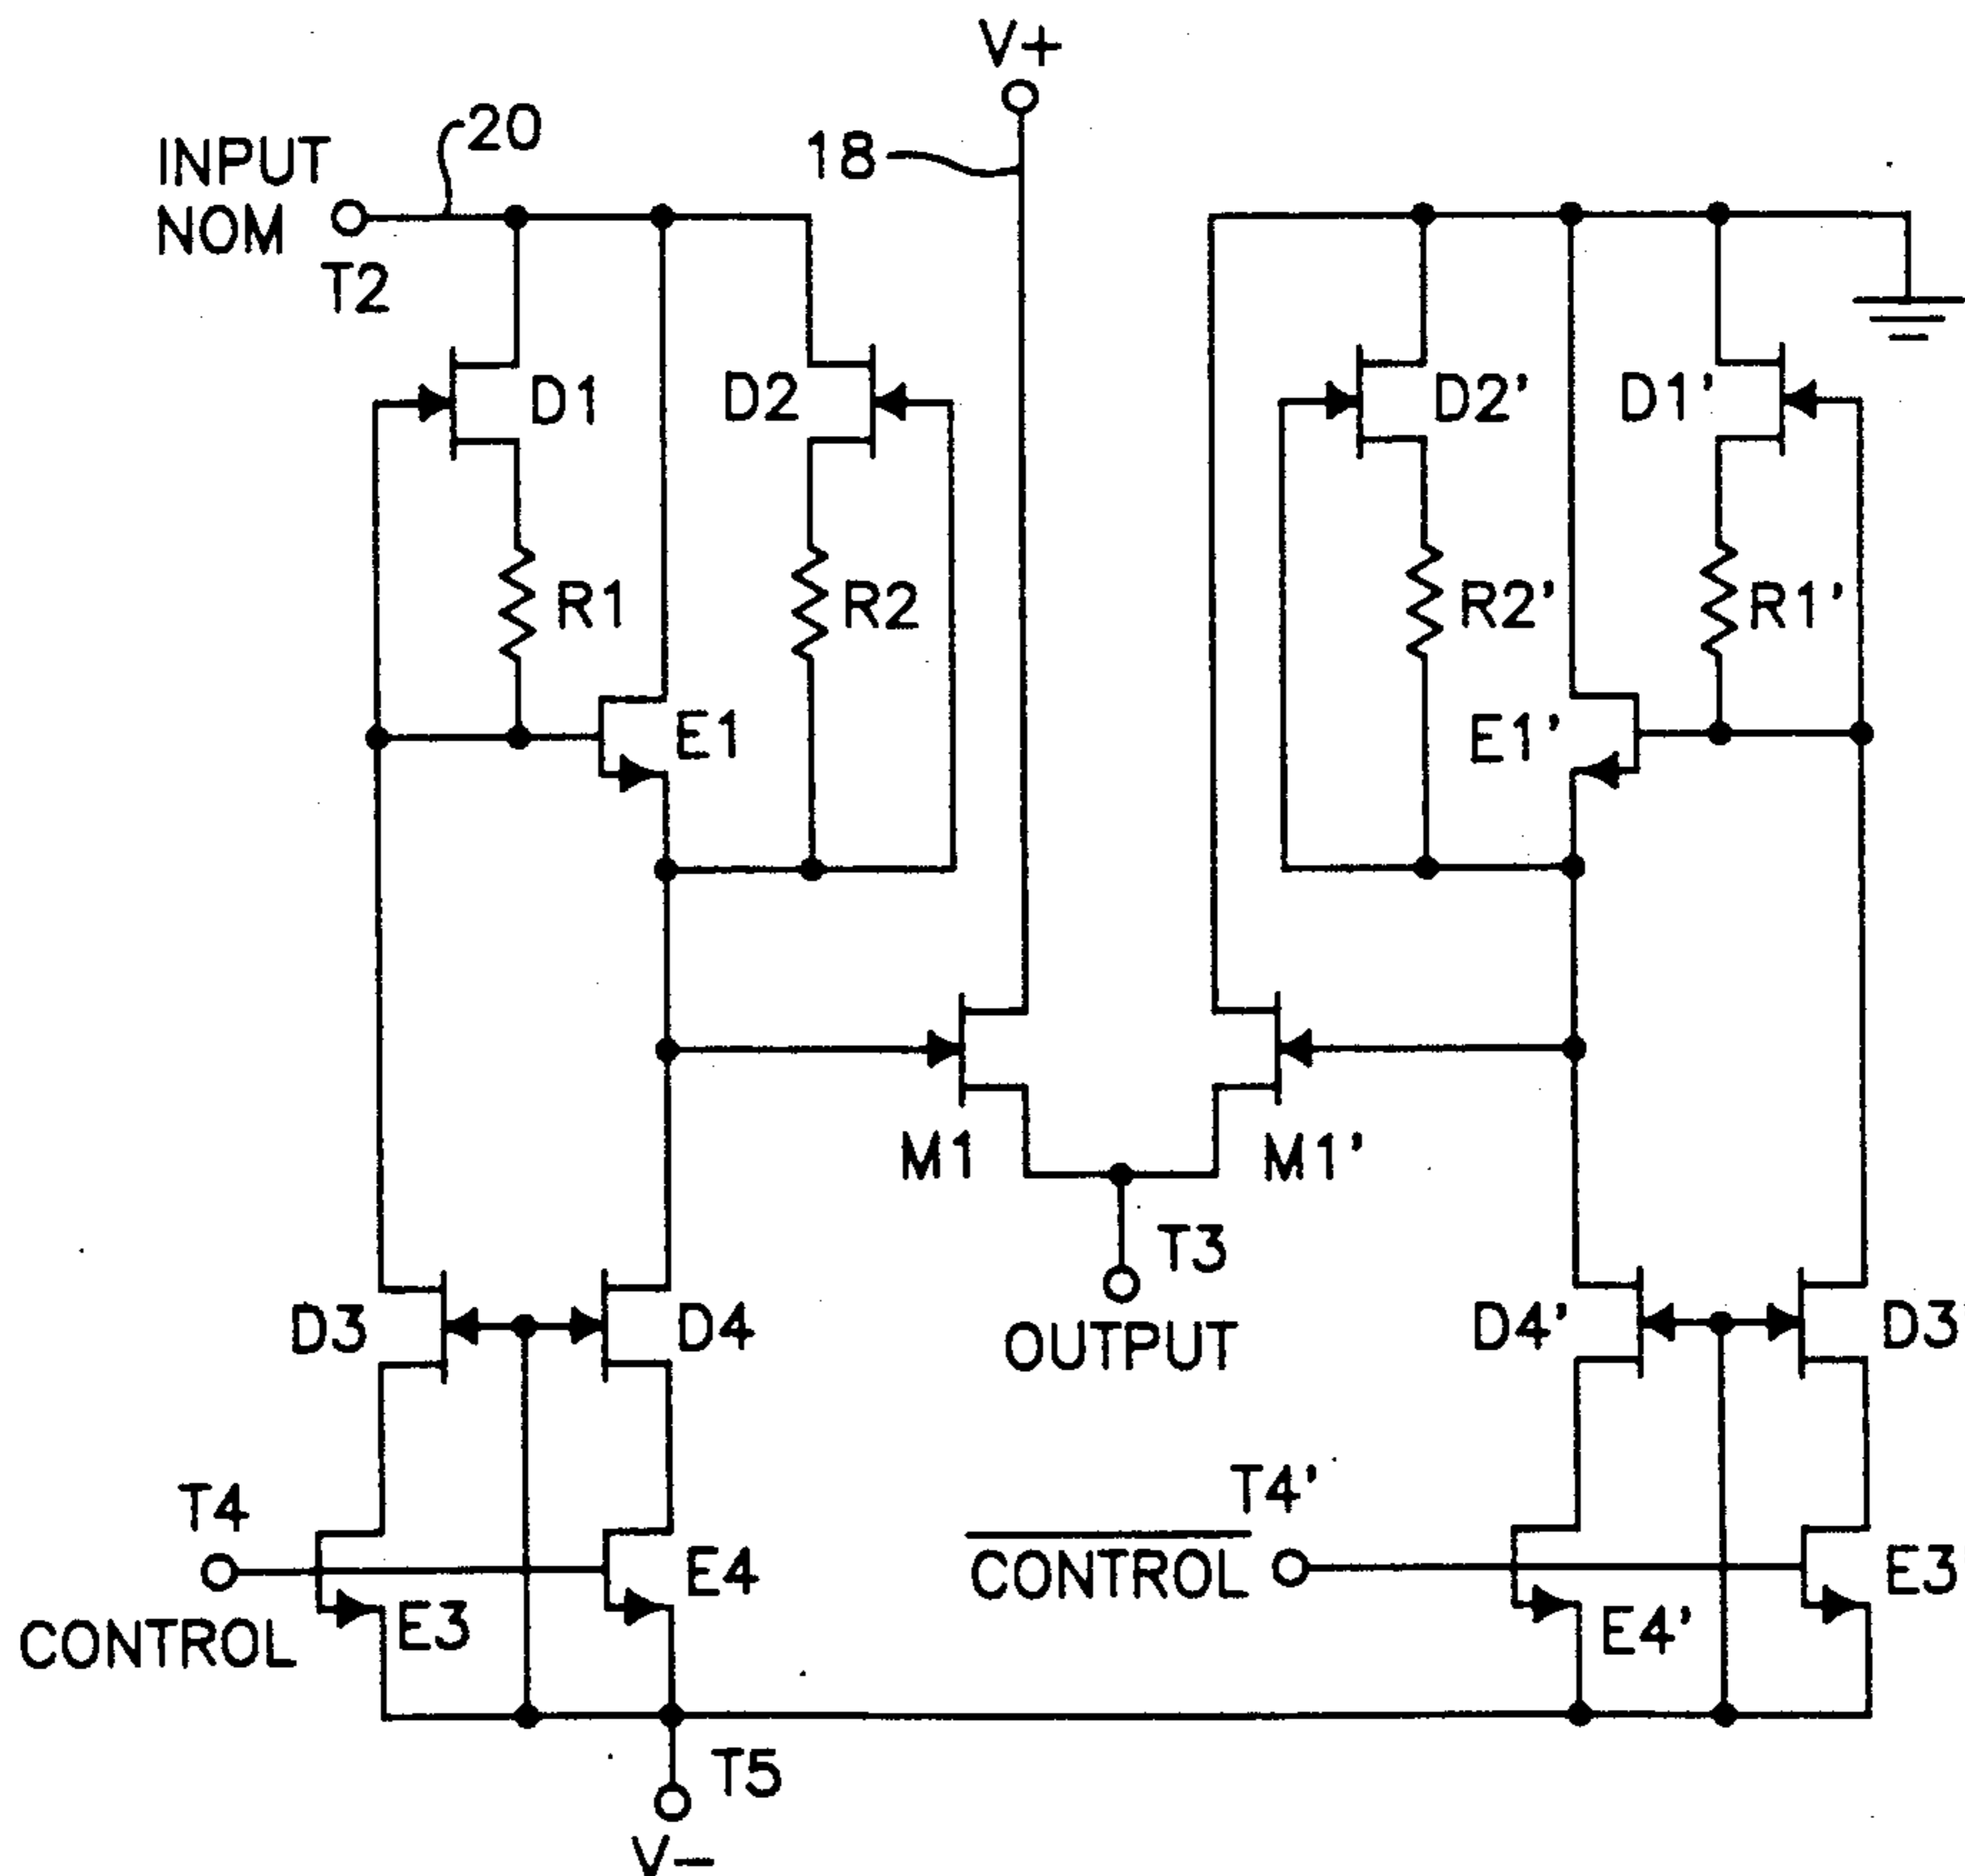 V+
20
18
INPUT
NOM
T2
D1
D2
D2'
D1'
R1
R2
R2'
R1'
E1
E1'
M1
M1'
T3
OUTPUT
D3
D4
D4'
D3
T4
T4'
CONTROL
E4
E3
E3
CONTROL
E4'
T5
V-